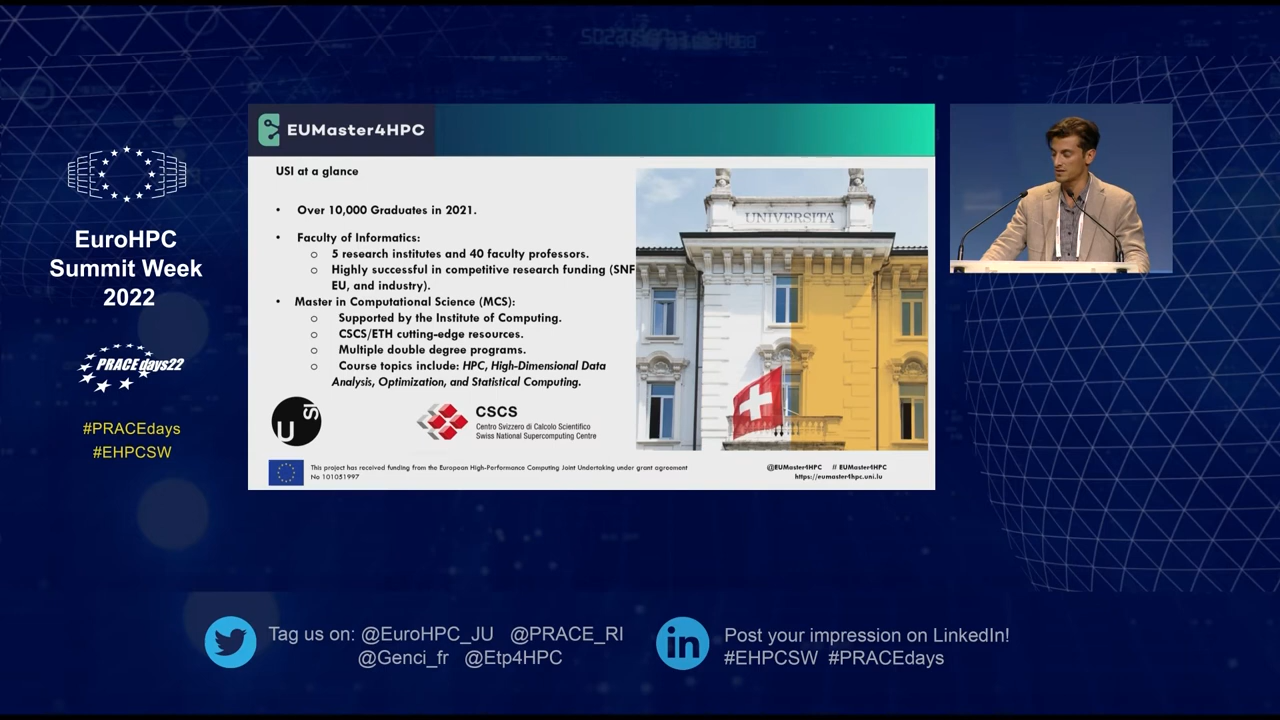 EuroHPC
Summit Week
2022
PRACEdays22
#PRACEdays
#EHPCSW
EUMaster4HPC
USI at a glance
• Over 10,000 Graduates in 2021.
• Faculty of Informatics:
o 5 research institutes and 40 faculty professors.
o Highly successful in competitive research funding (SNF
EU, and industry).
• Master in Computational Science (MCS):
o Supported by the Institute of Computing.
o CSCS/ETH cutting-edge resources.
o Multiple double degree programs.
o Course topics include: HPC, High-Dimensional Data
Analysis, Optimization, and Statistical Computing.
UNIVERSITÀ
USI
CSCS
Centro Svizzero di Calcolo Scientifico
Swiss National Supercomputing Centre
This project has received funding from the European High-Performance Computing Joint Undertaking under grant agreement
No 101051997
@EUMaster4HPC // EUMaster4HPC
https://eumaster4hpc.uni.lu
Tag us on: @EuroHPC_JU @PRACE_RI
@Genci_fr @Etp4HPC
in
Post your impression on LinkedIn!
#EHPCSW #PRACEdays